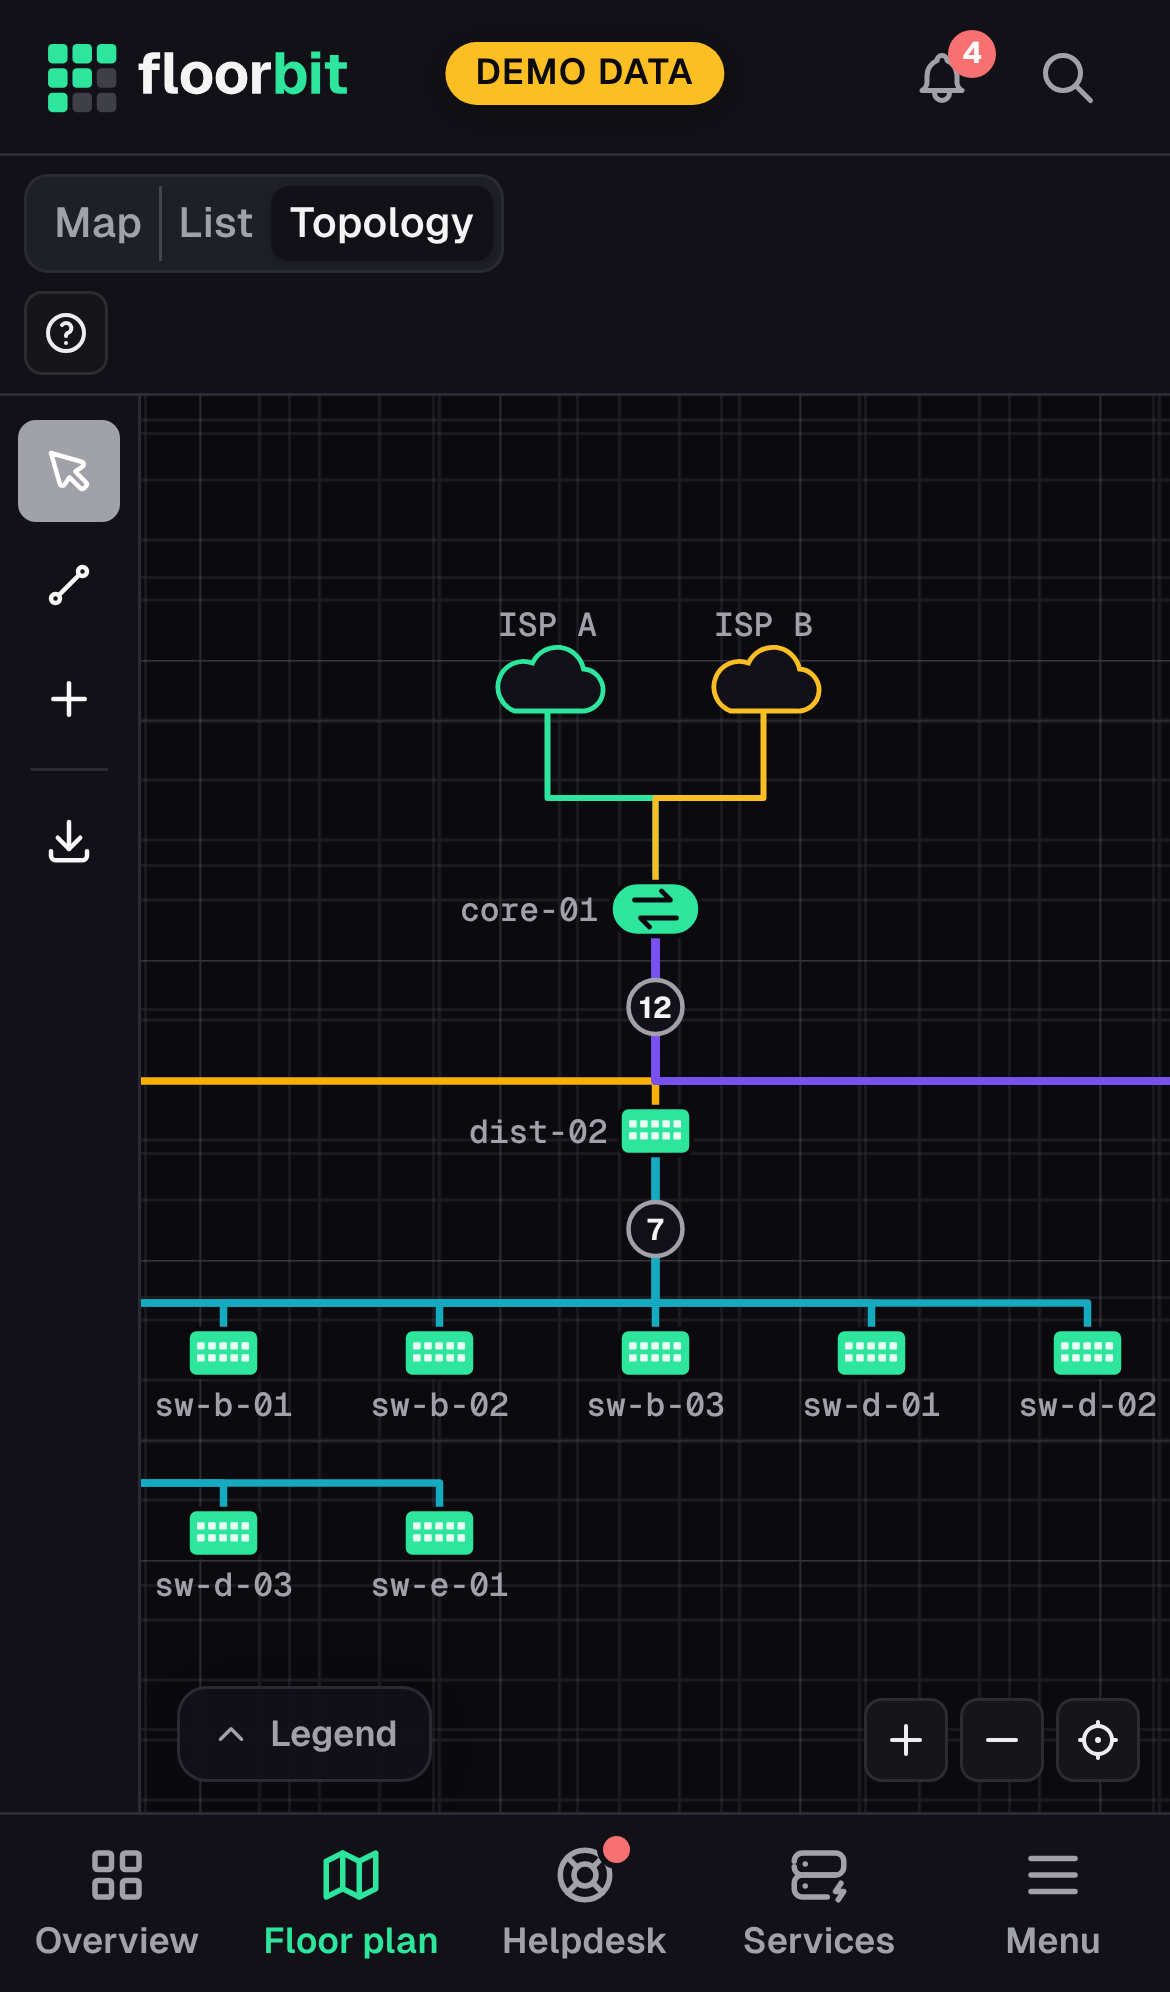 floorbit
DEMO DATA
4
Map
List
Topology
ISP A
ISP B
core-01
12
dist-02
7
sw-b-01
sw-b-02
sw-b-03
sw-d-01
sw-d-02
sw-d-03
sw-e-01
Legend
Overview
Floor plan
Helpdesk
Services
Menu